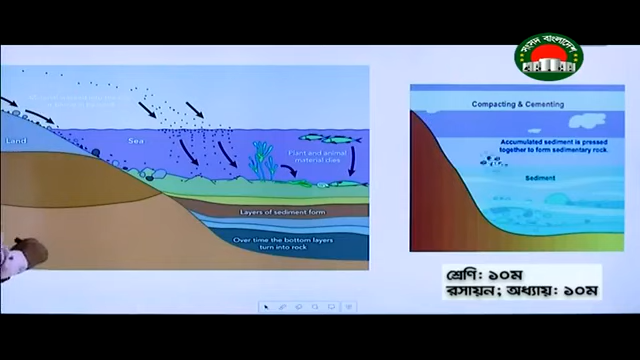 সংসদ বাংলাদেশ
Land
Sea
Plant and animal
material dies
Layers of sediment form
Over time the bottom layers
turn into rock
Compacting & Cementing
Accumulated sediment is pressed
together to form sedimentary rock.
Sediment
শ্রেণি: ১০ম
রসায়ন; অধ্যায়: ১০ম